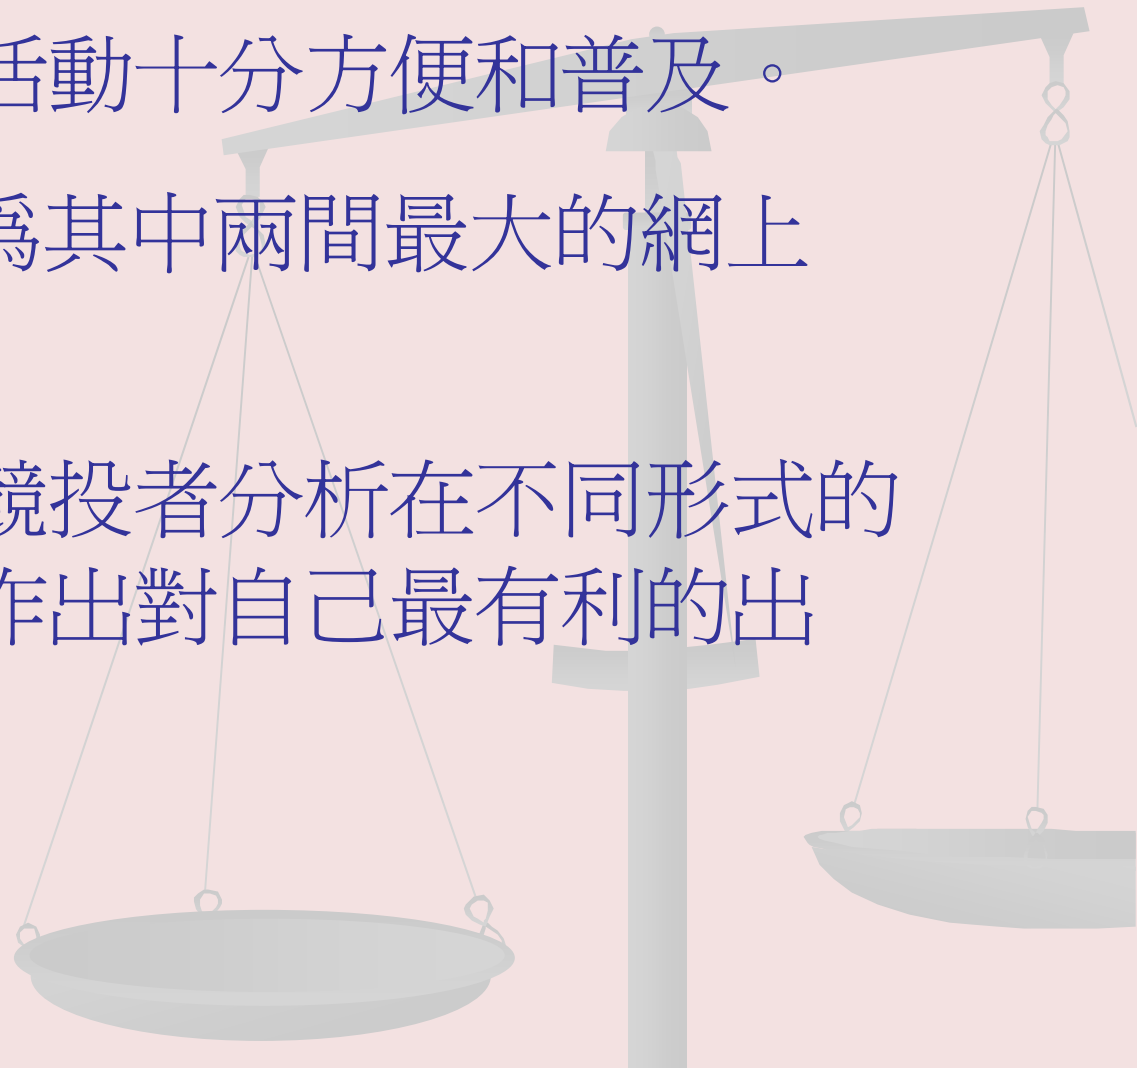 活動十分方便和普及。
為其中兩間最大的網上
競投者分析在不同形式的
作出對自己最有利的出